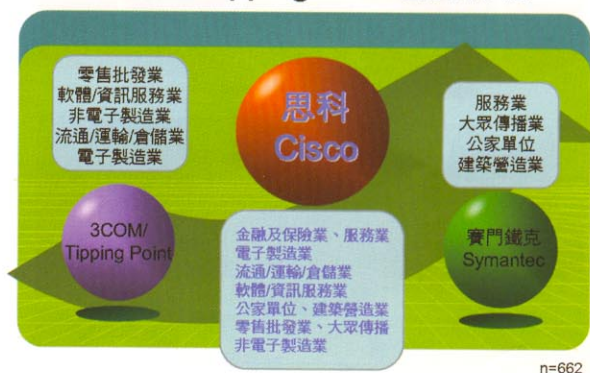 零售批發業
軟體/資訊服務業
非電子製造業
流通/運輸/倉儲業
電子製造業
思科
Cisco
服務業
大眾傳播業
公家單位
建築營造業
3COM/
Tipping Point
金融及保險業、服務業
電子製造業
流通/運輸/倉儲業
軟體/資訊服務業
公家單位、建築營造業
零售批發業、大眾傳播
非電子製造業
賽門鐵克
Symantec
n=662